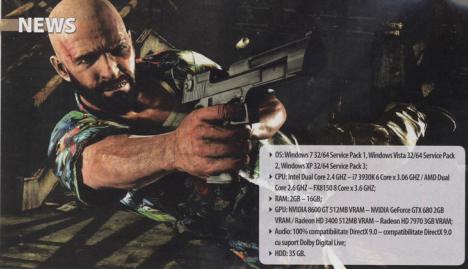 NEWS
▸ OS: Windows 7 32/64 Service Pack 1, Windows Vista 32/64 Service Pack
2, Windows XP 32/64 Service Pack 3;
▸ CPU: Intel Dual Core 2.4 GHZ – i7 3930K 6 Core x 3.06 GHZ / AMD Dual
Core 2.6 GHZ – FX8150 8 Core x 3.6 GHZ;
▸ RAM: 2GB – 16GB;
▸ GPU: NVIDIA 8600 GT 512MB VRAM – NVIDIA GeForce GTX 680 2GB
VRAM / Radeon HD 3400 512MB VRAM – Radeon HD 7970 3GB VRAM;
▸ Audio: 100% compatibilitate DirectX 9.0 – compatibilitate DirectX 9.0
cu suport Dolby Digital Live;
▸ HDD: 35 GB.